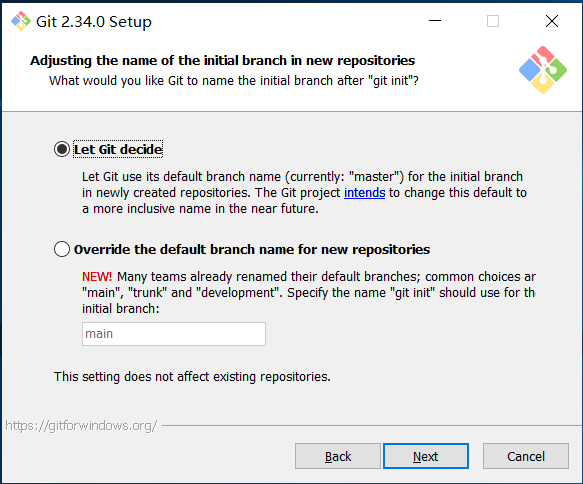 Git 2.34.0 Setup
Adjusting the name of the initial branch in new repositories
What would you like Git to name the initial branch after "git init"?
Let Git decide
Let Git use its default branch name (currently: "master") for the initial branch
in newly created repositories. The Git project intends to change this default to
a more inclusive name in the near future.
Override the default branch name for new repositories
NEW! Many teams already renamed their default branches; common choices ar
"main", "trunk" and "development". Specify the name "git init" should use for the
initial branch:
main
This setting does not affect existing repositories.
https://gitforwindows.org/
Back
Next
Cancel